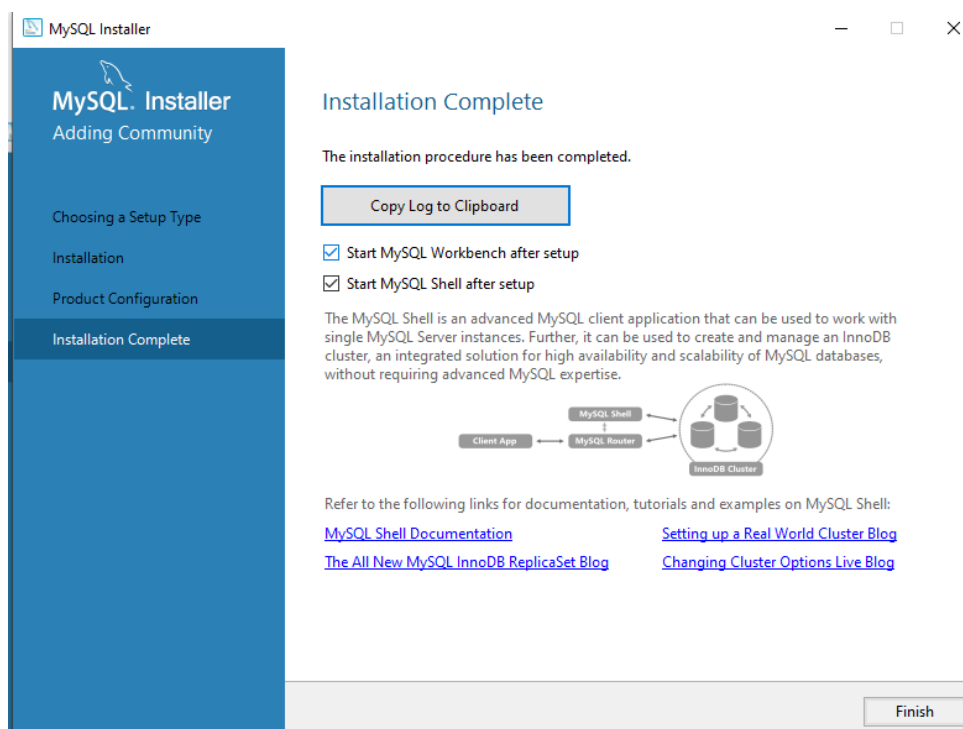 MySQL Installer
MySQL. Installer
Adding Community
Choosing a Setup Type
Installation
Product Configuration
Installation Complete
Installation Complete
The installation procedure has been completed.
Copy Log to Clipboard
Start MySQL Workbench after setup
Start MySQL Shell after setup
The MySQL Shell is an advanced MySQL client application that can be used to work with
single MySQL Server instances. Further, it can be used to create and manage an InnoDB
cluster, an integrated solution for high availability and scalability of MySQL databases,
without requiring advanced MySQL expertise.
MySQL Shell
Client App
MySQL Router
InnoDB Cluster
Refer to the following links for documentation, tutorials and examples on MySQL Shell:
MySQL Shell Documentation
Setting up a Real World Cluster Blog
The All New MySQL InnoDB ReplicaSet Blog
Changing Cluster Options Live Blog
Finish